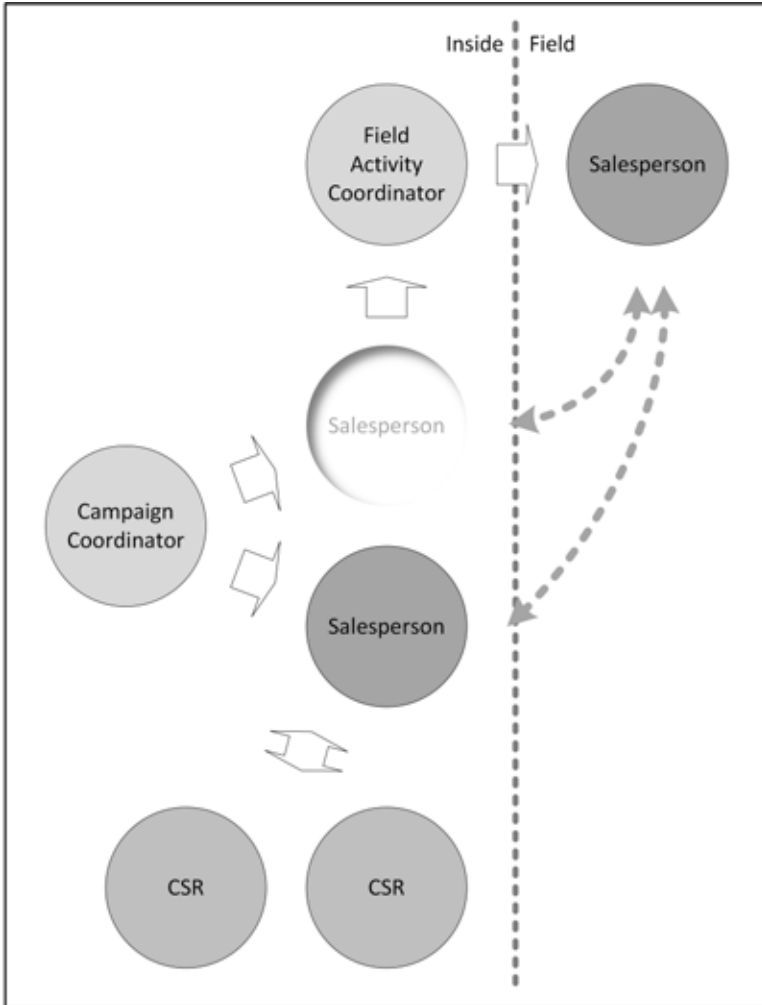 Inside
Field
Field
Activity
Coordinator
Salesperson
Salesperson
Campaign
Coordinator
Salesperson
CSR
CSR